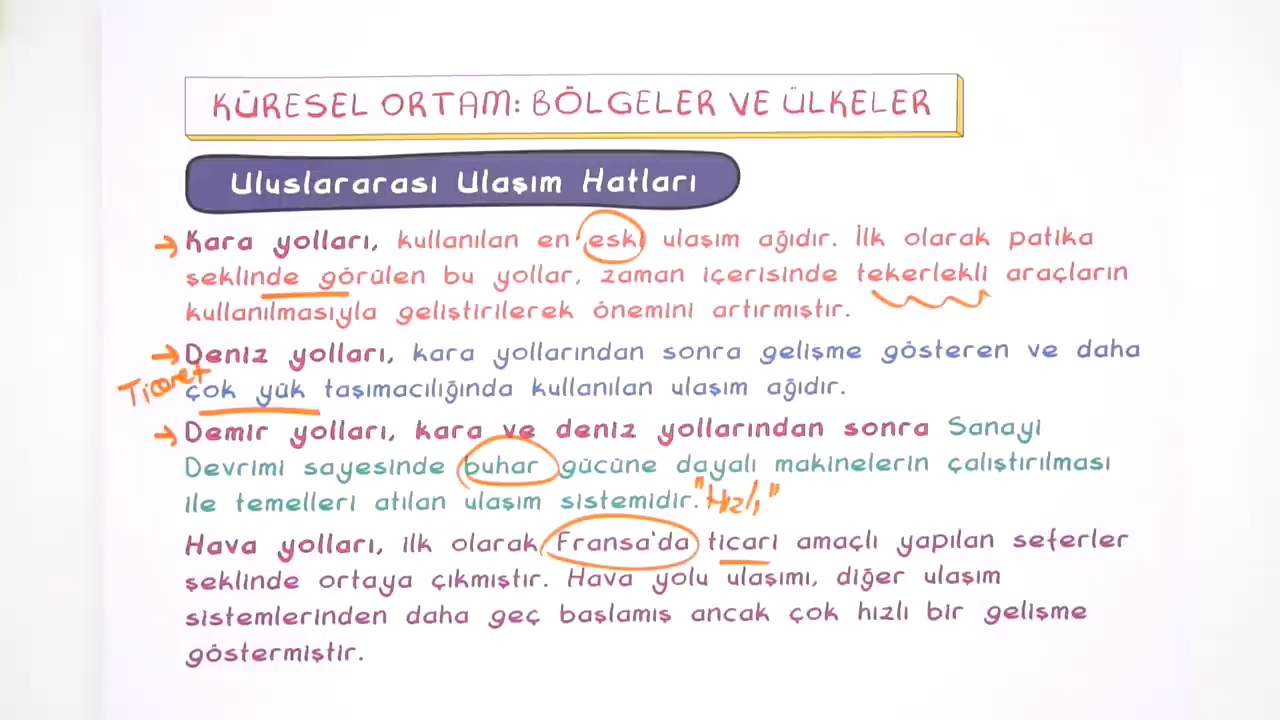 KÜRESEL ORTAM: BÖLGELER VE ÜLKELER
Uluslararası Ulaşım Hatları
Kara yolları, kullanılan en eski ulaşım ağıdır. İlk olarak patika
şeklinde görülen bu yollar, zaman içerisinde tekerlekli araçların
kullanılmasıyla geliştirilerek önemini artırmıştır.
Deniz yolları, kara yollarından sonra gelişme gösteren ve daha
Ticaret
çok yük taşımacılığında kullanılan ulaşım ağıdır.
Demir yolları, kara ve deniz yollarından sonra Sanayi
Devrimi sayesinde buhar gücüne dayalı makinelerin çalıştırılması
ile temelleri atılan ulaşım sistemidir. "Hızlı"
Hava yolları, ilk olarak Fransa'da ticari amaçlı yapılan seferler
şeklinde ortaya çıkmıştır. Hava yolu ulaşımı, diğer ulaşım
sistemlerinden daha geç başlamış ancak çok hızlı bir gelişme
göstermiştir.